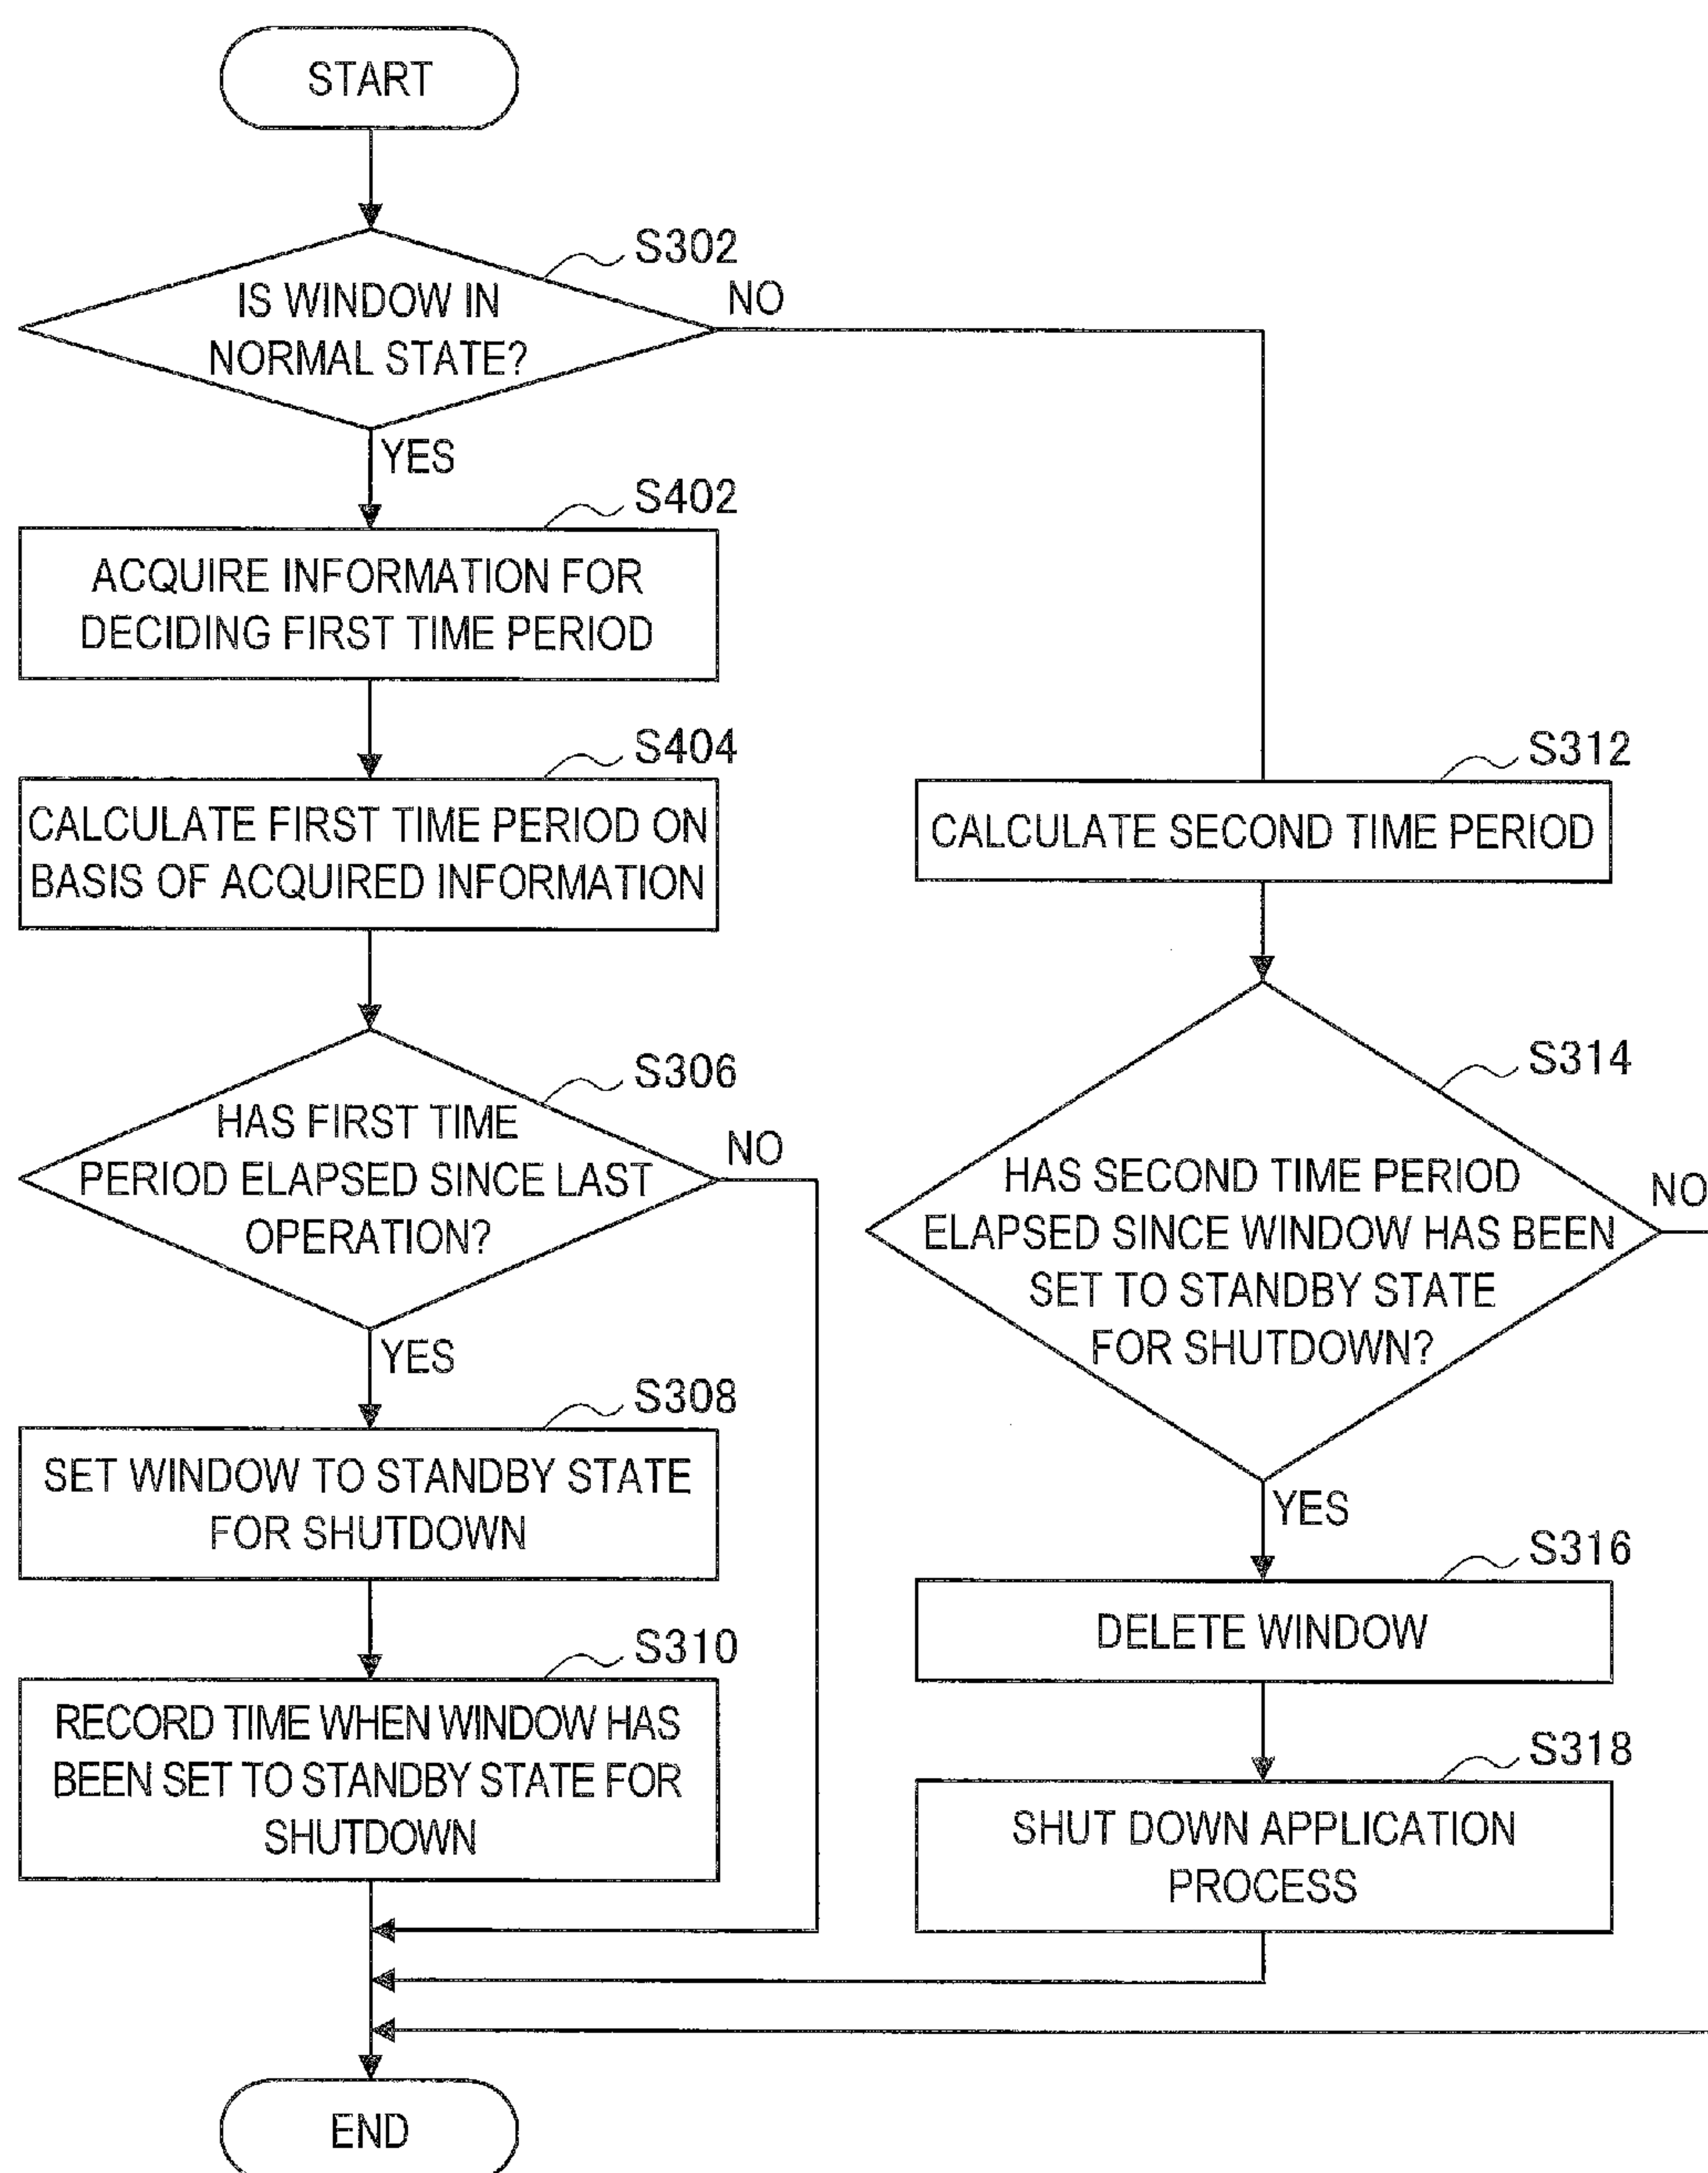 START
S302
IS WINDOW IN
NORMAL STATE?
NO
YES
S402
ACQUIRE INFORMATION FOR
DECIDING FIRST TIME PERIOD
S404
CALCULATE FIRST TIME PERIOD ON
BASIS OF ACQUIRED INFORMATION
S306
HAS FIRST TIME
PERIOD ELAPSED SINCE LAST
OPERATION?
NO
YES
S308
SET WINDOW TO STANDBY STATE
FOR SHUTDOWN
S310
RECORD TIME WHEN WINDOW HAS
BEEN SET TO STANDBY STATE FOR
SHUTDOWN
S312
CALCULATE SECOND TIME PERIOD
S314
HAS SECOND TIME PERIOD
ELAPSED SINCE WINDOW HAS BEEN
SET TO STANDBY STATE
FOR SHUTDOWN?
NO
YES
S316
DELETE WINDOW
S318
SHUT DOWN APPLICATION
PROCESS
END